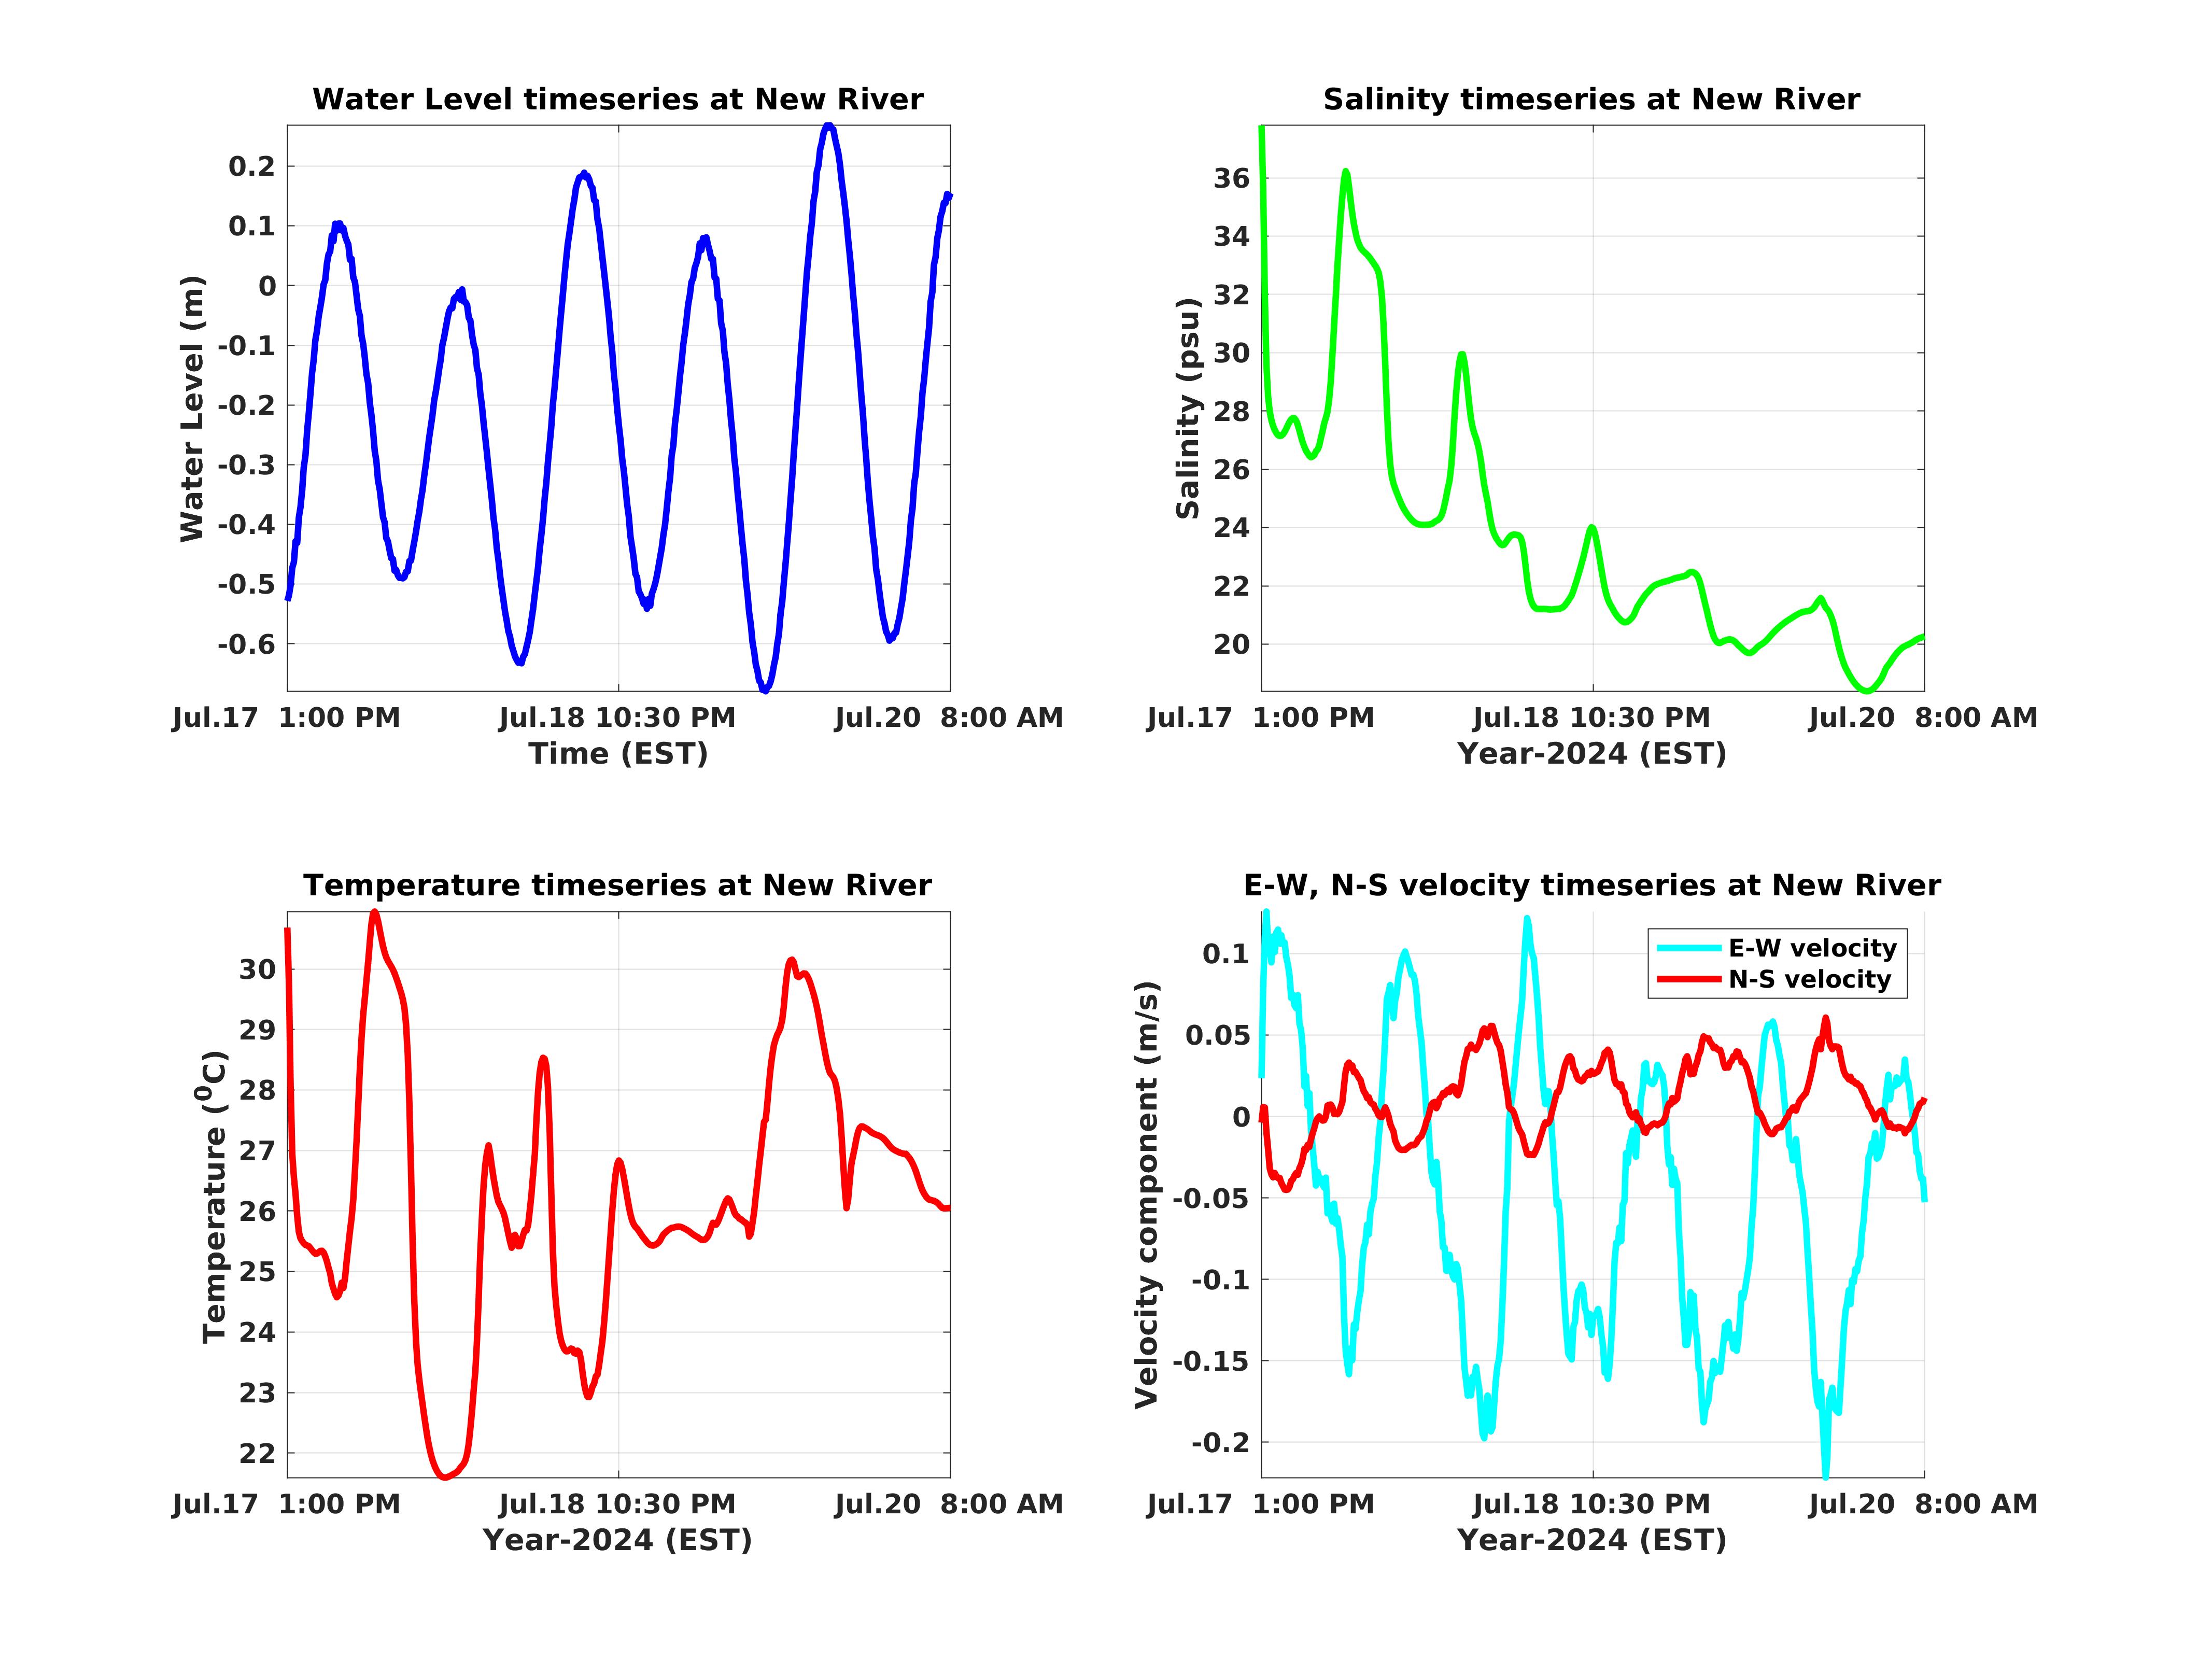 Water Level timeseries at New River
Water Level (m)
0.2
0.1
0
-0.1
-0.2
-0.3
-0.4
-0.5
-0.6
Jul.17 1:00 PM Jul.18 10:30 PM Jul.20 8:00 AM
Time (EST)
Salinity timeseries at New River
Salinity (psu)
36
34
32
30
28
26
24
22
20
Jul.17 1:00 PM Jul.18 10:30 PM Jul.20 8:00 AM
Year-2024 (EST)
Temperature timeseries at New River
Temperature (⁰C)
30
29
28
27
26
25
24
23
22
Jul.17 1:00 PM Jul.18 10:30 PM Jul.20 8:00 AM
Year-2024 (EST)
E-W, N-S velocity timeseries at New River
Velocity component (m/s)
0.1
0.05
0
-0.05
-0.1
-0.15
-0.2
E-W velocity
N-S velocity
Jul.17 1:00 PM Jul.18 10:30 PM Jul.20 8:00 AM
Year-2024 (EST)